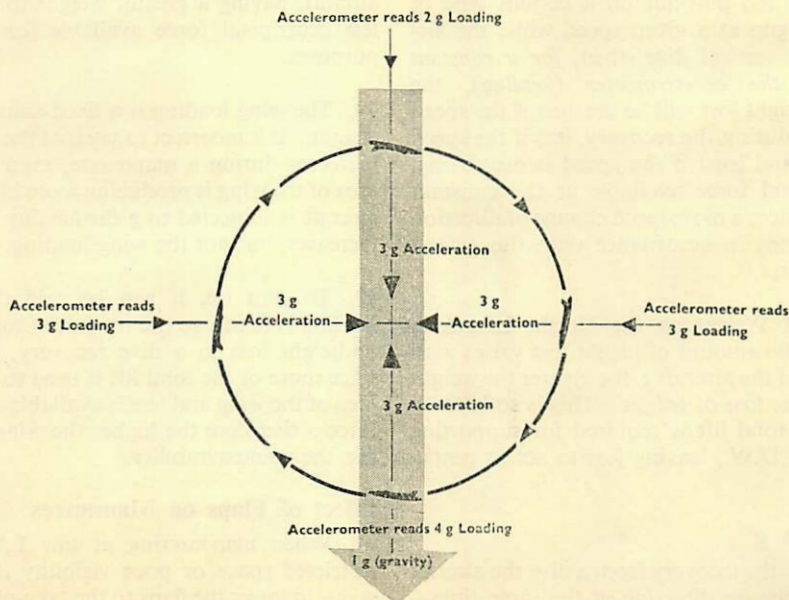 Accelerometer reads 2 g Loading
3 g Acceleration
Accelerometer reads
3 g Loading
3 g
Acceleration
3 g
Acceleration
Accelerometer reads
3 g Loading
3 g Acceleration
Accelerometer reads 4 g Loading
1 g (gravity)